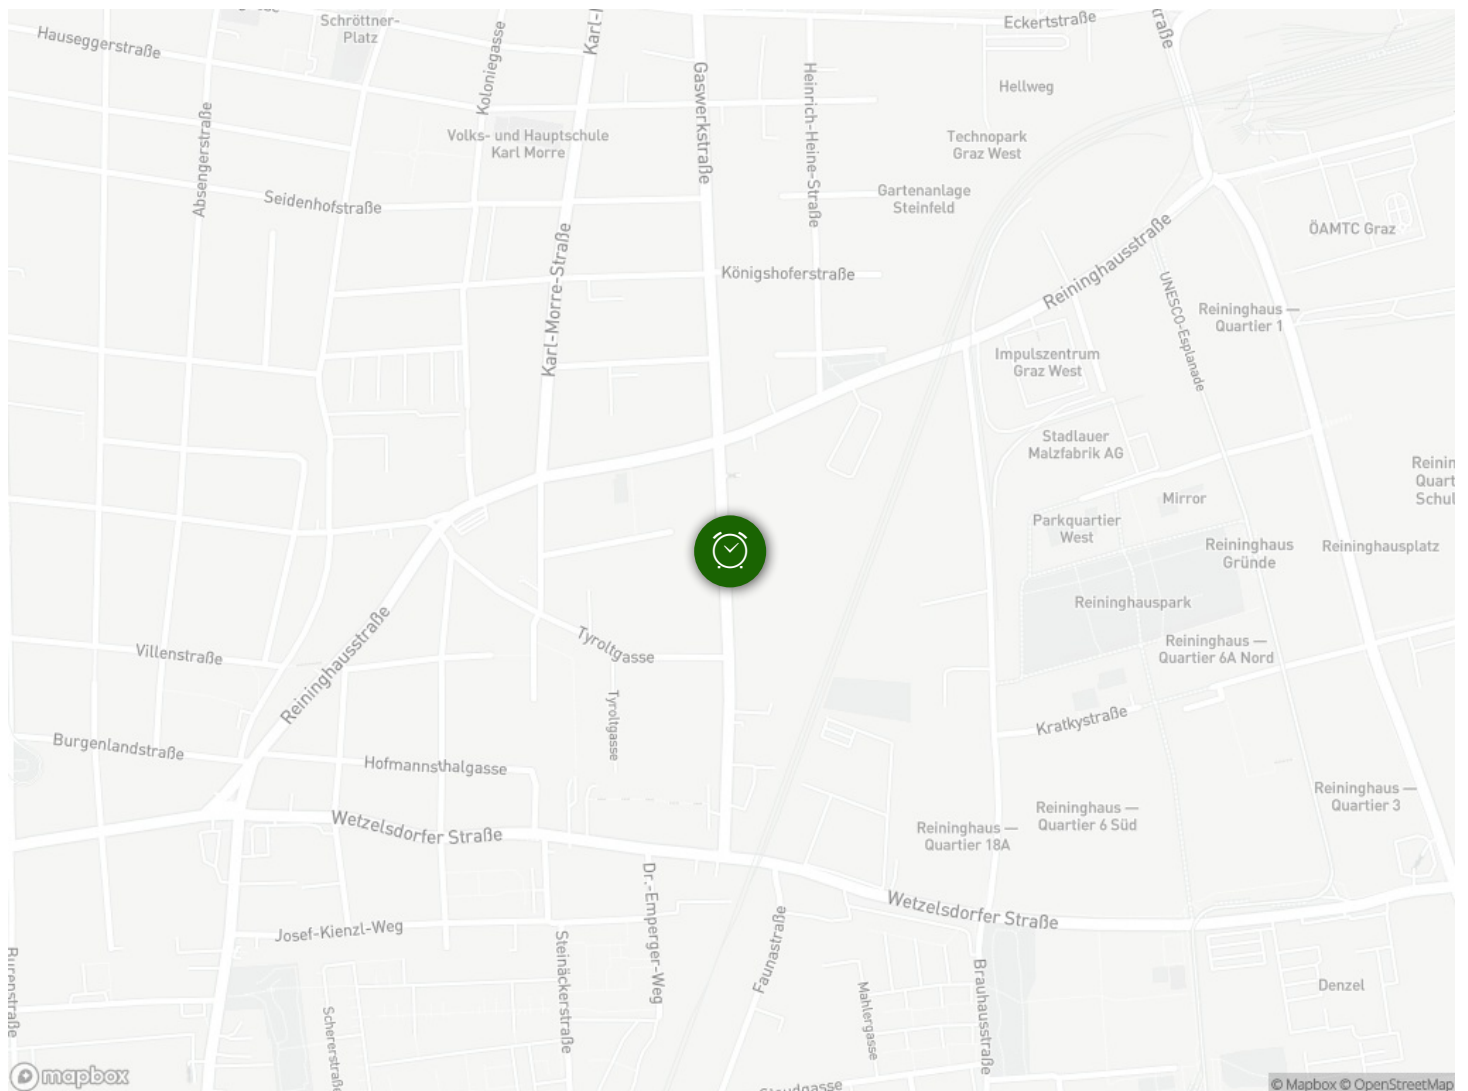 Schröttner-
Platz
Eckertstraße
Hauseggerstraße
Koloniegasse
Gaswerkstraße
Heinrich-Heine-Straße
Hellweg
Absengerstraße
Volks- und Hauptschule
Karl Morre
Technopark
Graz West
Gartenanlage
Steinfeld
Seidenhofstraße
ÖAMTC Graz
Karl-Morre-Straße
Königshoferstraße
Reininghausstraße
UNESCO-Esplanade
Reininghaus —
Quartier 1
Impulszentrum
Graz West
Stadlauer
Malzfabrik AG
Mirror
Parkquartier
West
Reininghaus
Gründe
Reininghausplatz
Reininghauspark
Reininghaus —
Quartier 6A Nord
Reininghausstraße
Villenstraße
Tyroltgasse
Tyroltgasse
Kratkystraße
Burgenlandstraße
Hofmannsthalgasse
Wetzelsdorfer Straße
Reininghaus —
Quartier 3
Reininghaus —
Quartier 6 Süd
Reininghaus —
Quartier 18A
Dr.-Emperger-Weg
Wetzelsdorfer Straße
Josef-Kienzl-Weg
Steinäckerstraße
Faunastraße
Mahlergasse
Brauhausstraße
Denzel
mapbox
© Mapbox © OpenStreetMap